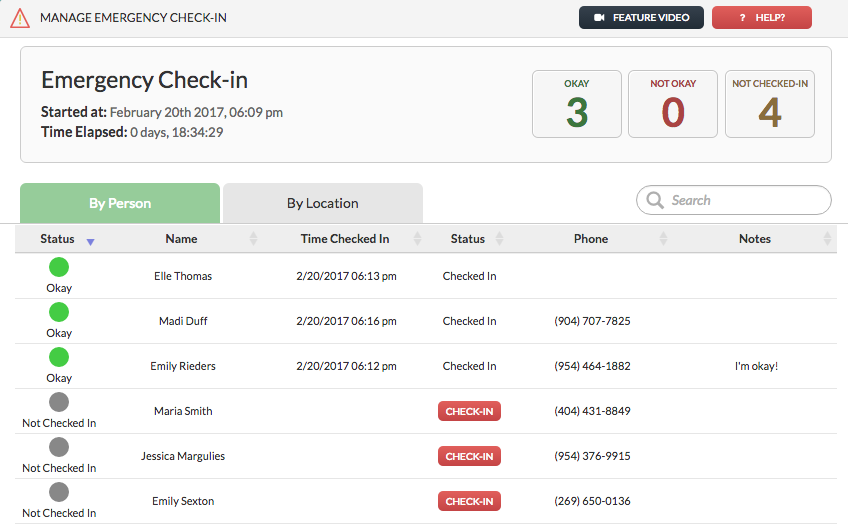 MANAGE EMERGENCY CHECK-IN
FEATURE VIDEO
? HELP?
Emergency Check-in
Started at: February 20th 2017, 06:09 pm
Time Elapsed: 0 days, 18:34:29
OKAY
3
NOT OKAY
0
NOT CHECKED-IN
4
By Person
By Location
Search
Status Name Time Checked In Status Phone Notes
Okay Elle Thomas 2/20/2017 06:13 pm Checked In
Okay Madi Duff 2/20/2017 06:16 pm Checked In (904) 707-7825
Okay Emily Rieders 2/20/2017 06:12 pm Checked In (954) 464-1882 I'm okay!
Not Checked In Maria Smith CHECK-IN (404) 431-8849
Not Checked In Jessica Margulies CHECK-IN (954) 376-9915
Not Checked In Emily Sexton CHECK-IN (269) 650-0136